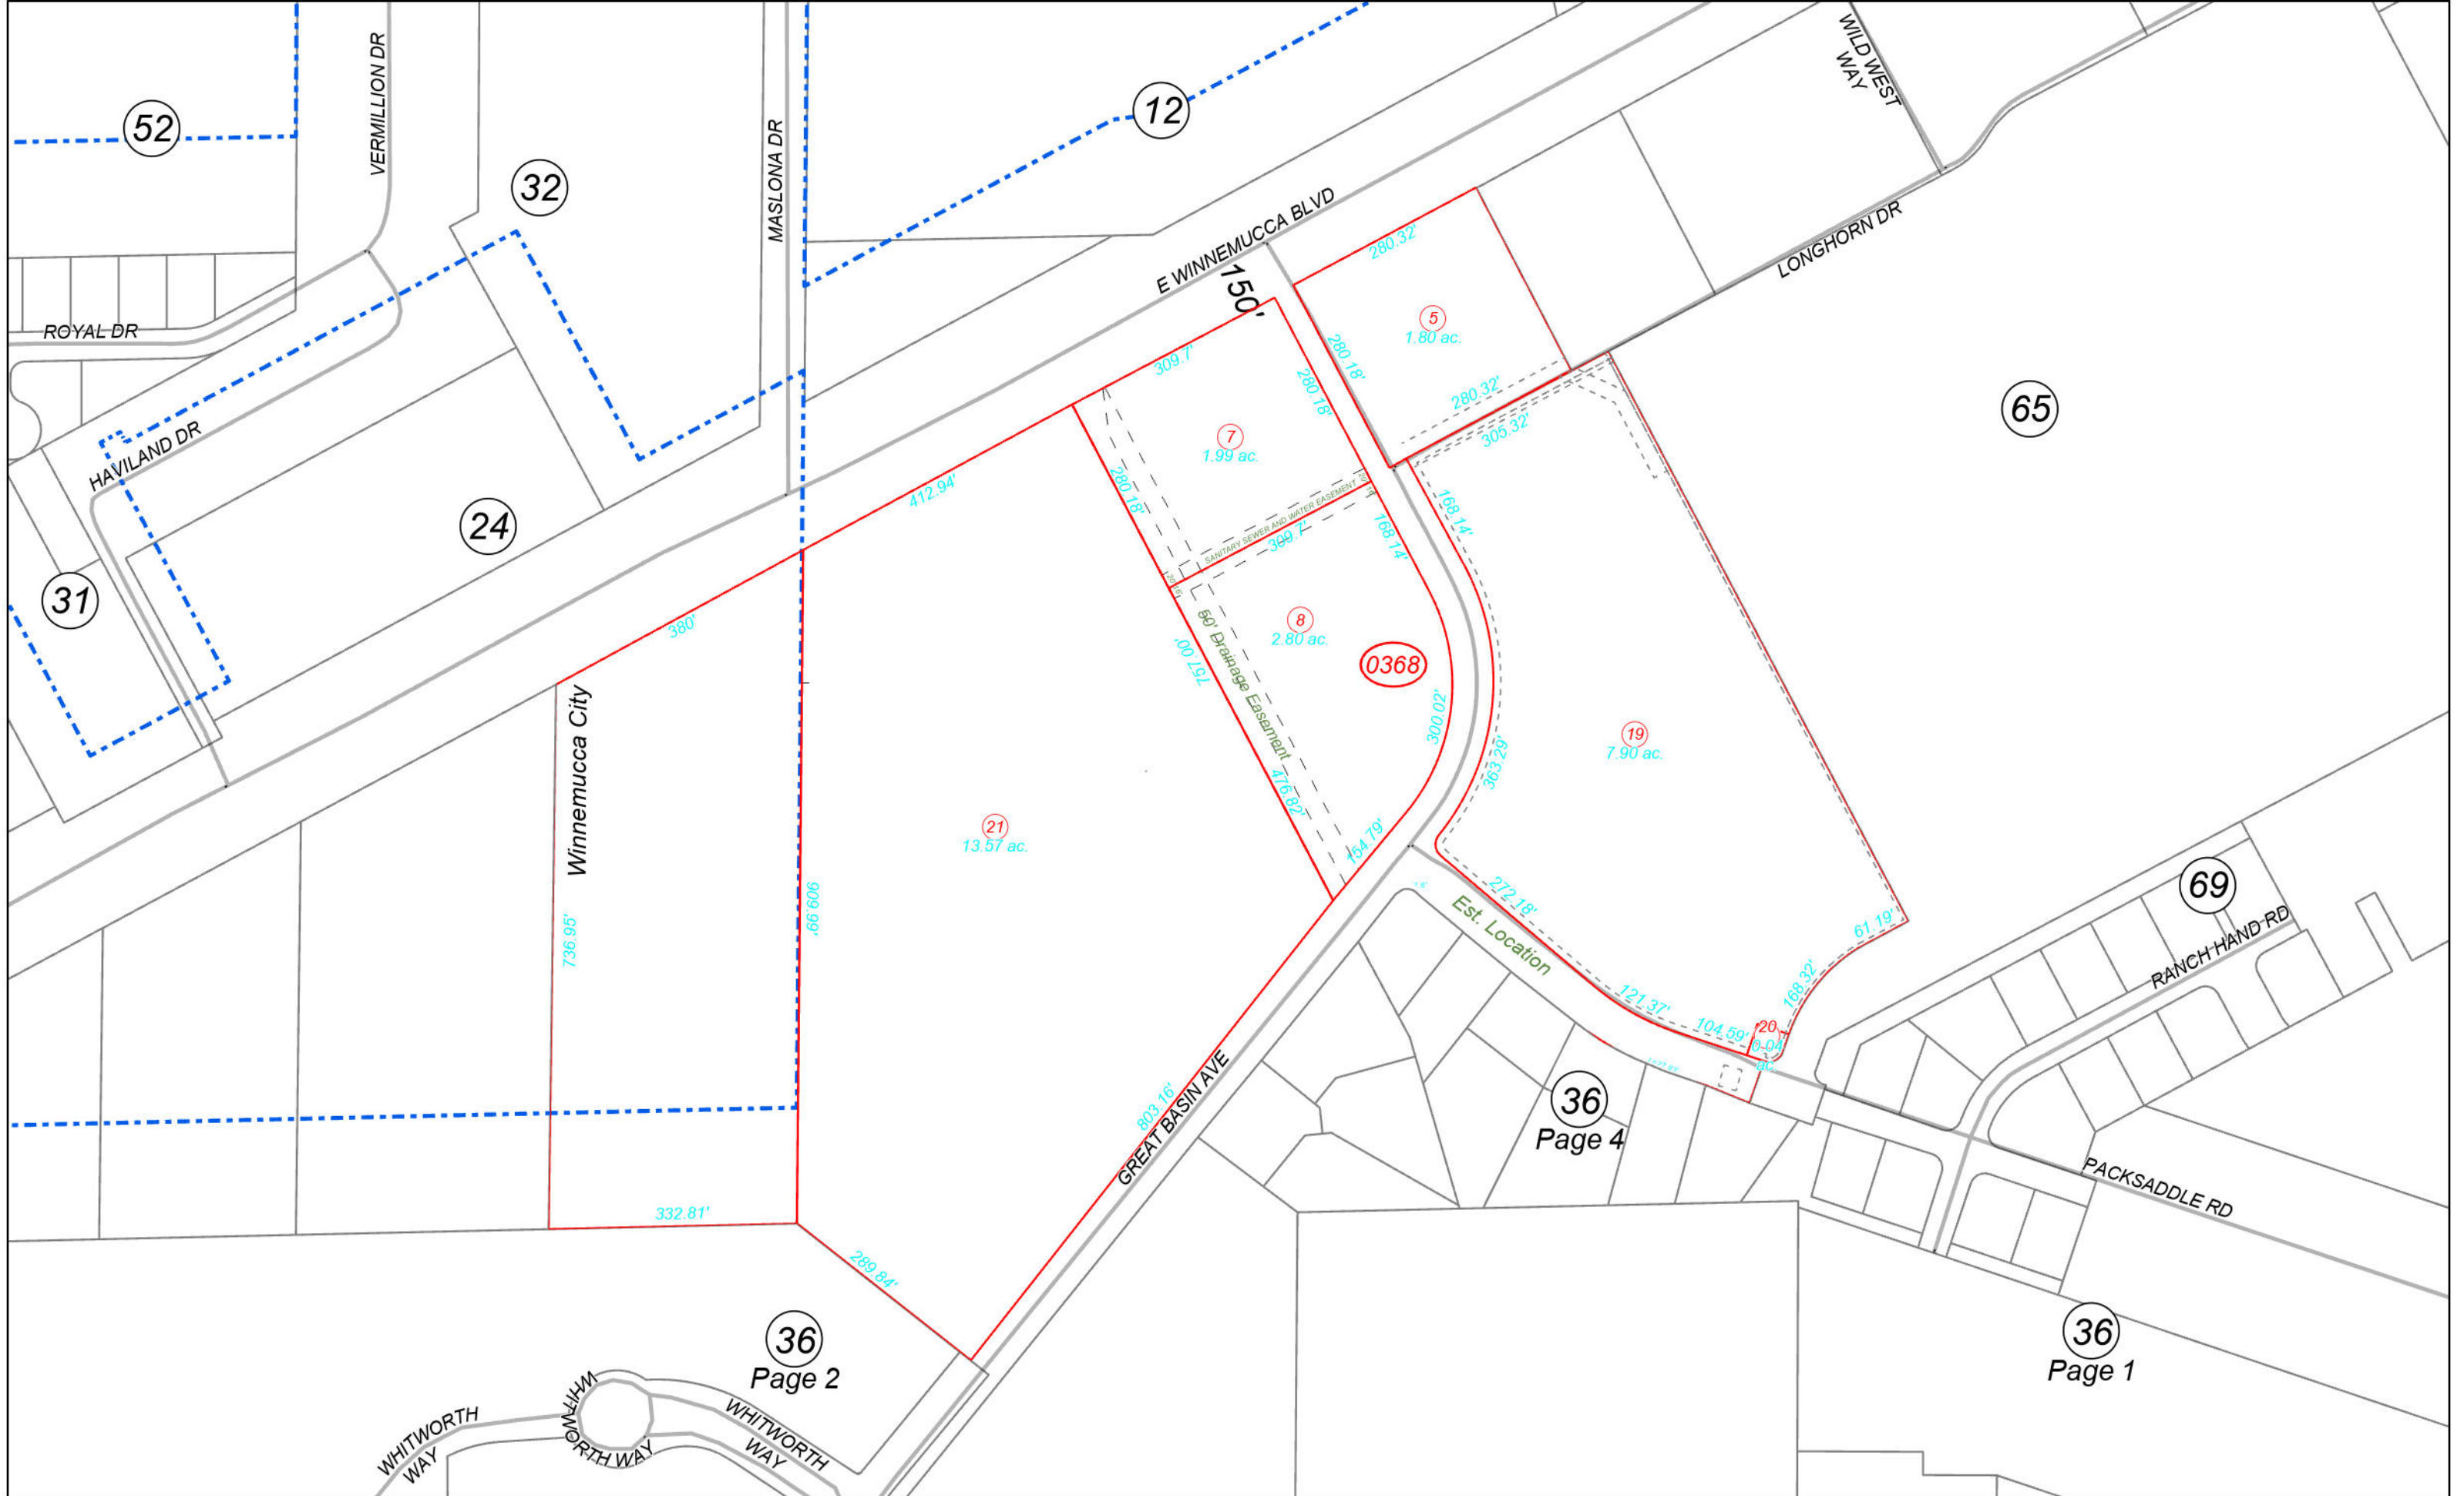 52
VERMILLION DR
32
MASLONA DR
12
WILD WEST
WAY
E WINNEMUCCA BLVD
150'
280.32'
LONGHORN DR
5
1.80 ac.
280.18'
280.32'
305.32'
ROYAL DR
HAVILAND DR
309.7'
280.18'
7
1.99 ac.
65
412.94'
280.18'
SANITARY SEWER AND WATER EASEMENT
309.7'
168.14'
168.14'
24
31
380'
8
2.80 ac.
757.00'
50' Drainage Easement
0368
300.02'
363.29'
19
7.90 ac.
Winnemucca City
736.95'
909.99'
21
13.57 ac.
476.82'
154.79'
272.18'
Est. Location
61.19'
69
RANCH HAND RD
168.32'
121.37'
104.59'
20
0.04
ac.
36
Page 4
803.16'
GREAT BASIN AVE
PACKSADDLE RD
332.81'
289.84'
36
Page 2
36
Page 1
WHITWORTH
WAY
WHITWORTH WAY
WHITWORTH
WAY